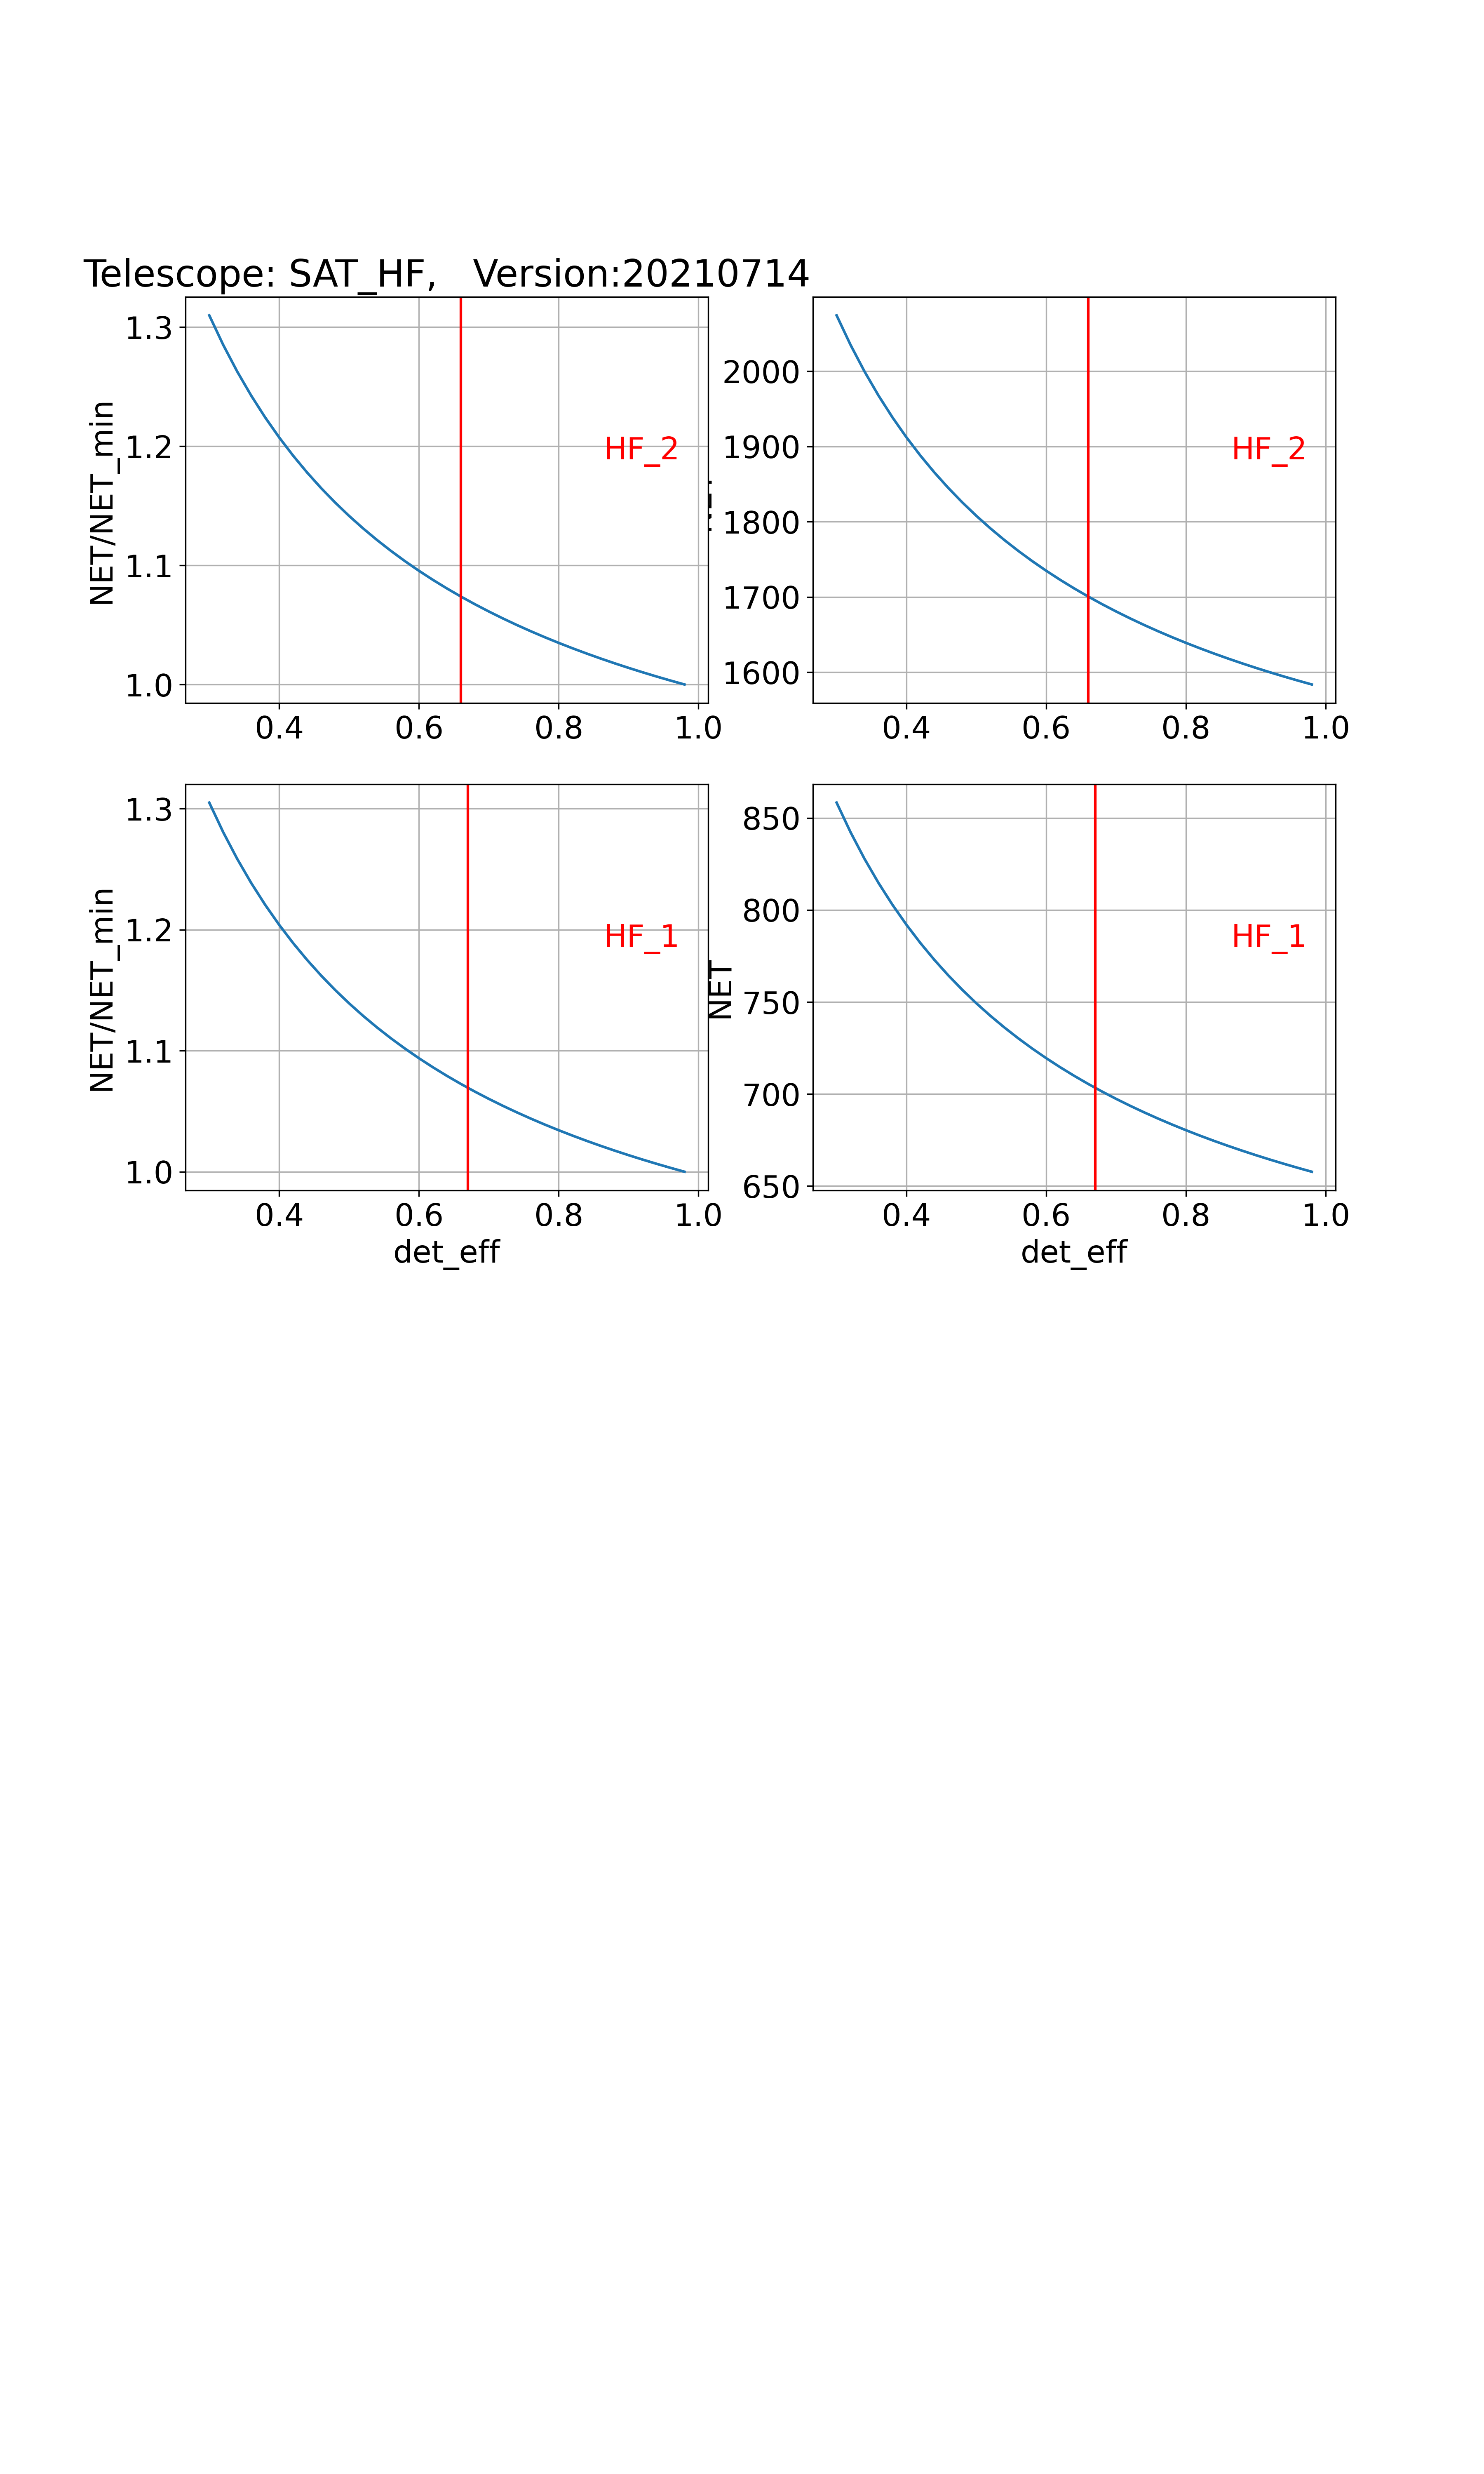 Telescope: SAT_HF,   Version:20210714
NET/NET_min
1.3
1.2
1.1
1.0
HF_2
0.4 0.6 0.8 1.0
2000
1900
1800
1700
1600
HF_2
0.4 0.6 0.8 1.0
NET/NET_min
1.3
1.2
1.1
1.0
HF_1
0.4 0.6 0.8 1.0
det_eff
NET
850
800
750
700
650
HF_1
0.4 0.6 0.8 1.0
det_eff